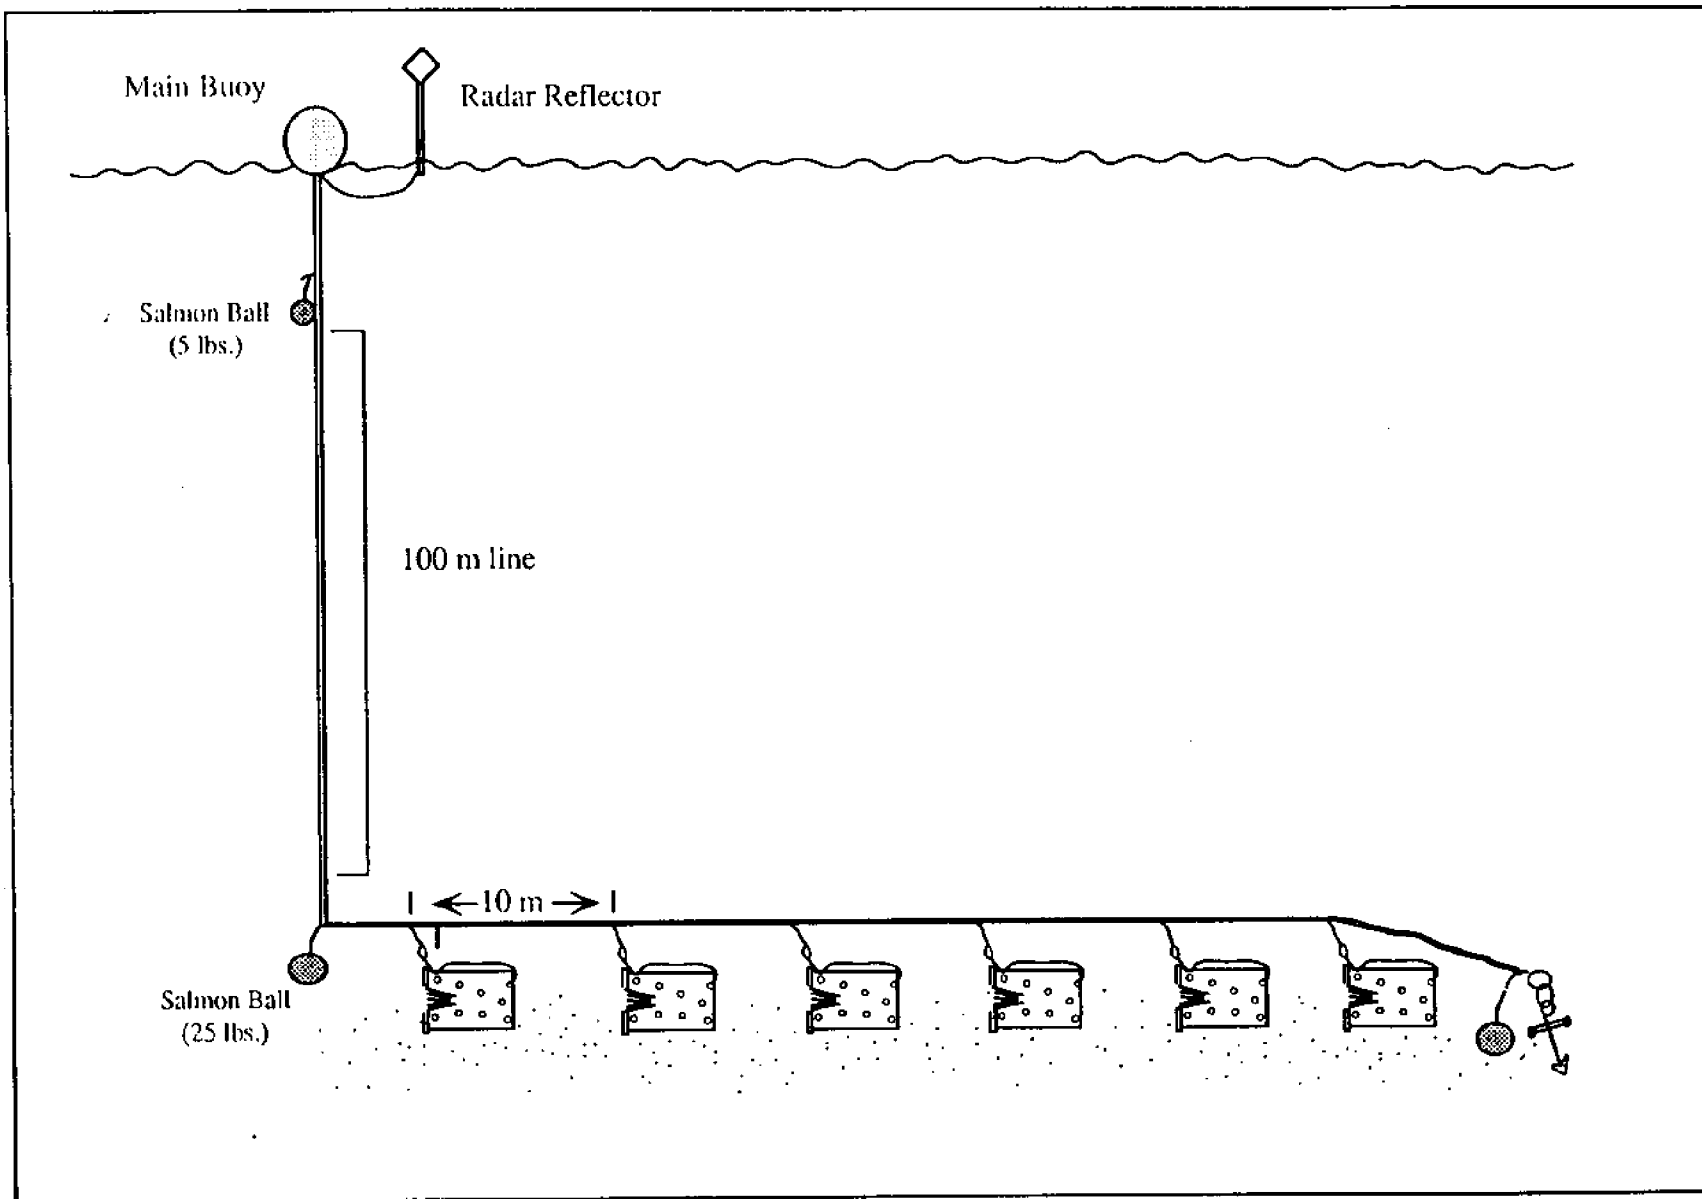 Main Buoy
Radar Reflector
Salmon Ball
(5 lbs.)
100 m line
10 m
Salmon Ball
(25 lbs.)